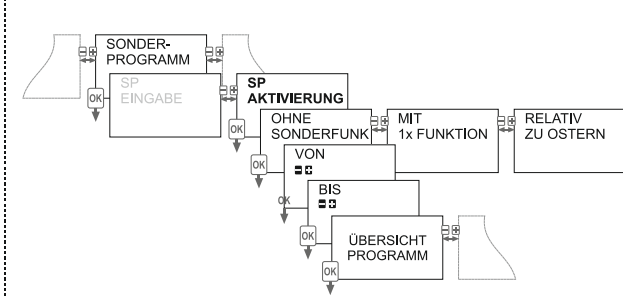 SONDER-
PROGRAMM
OK
SP
EINGABE
OK
SP
AKTIVIERUNG
OK
OHNE
SONDERFUNK
MIT
1x FUNKTION
RELATIV
ZU OSTERN
OK
VON
OK
BIS
OK
ÜBERSICHT
PROGRAMM